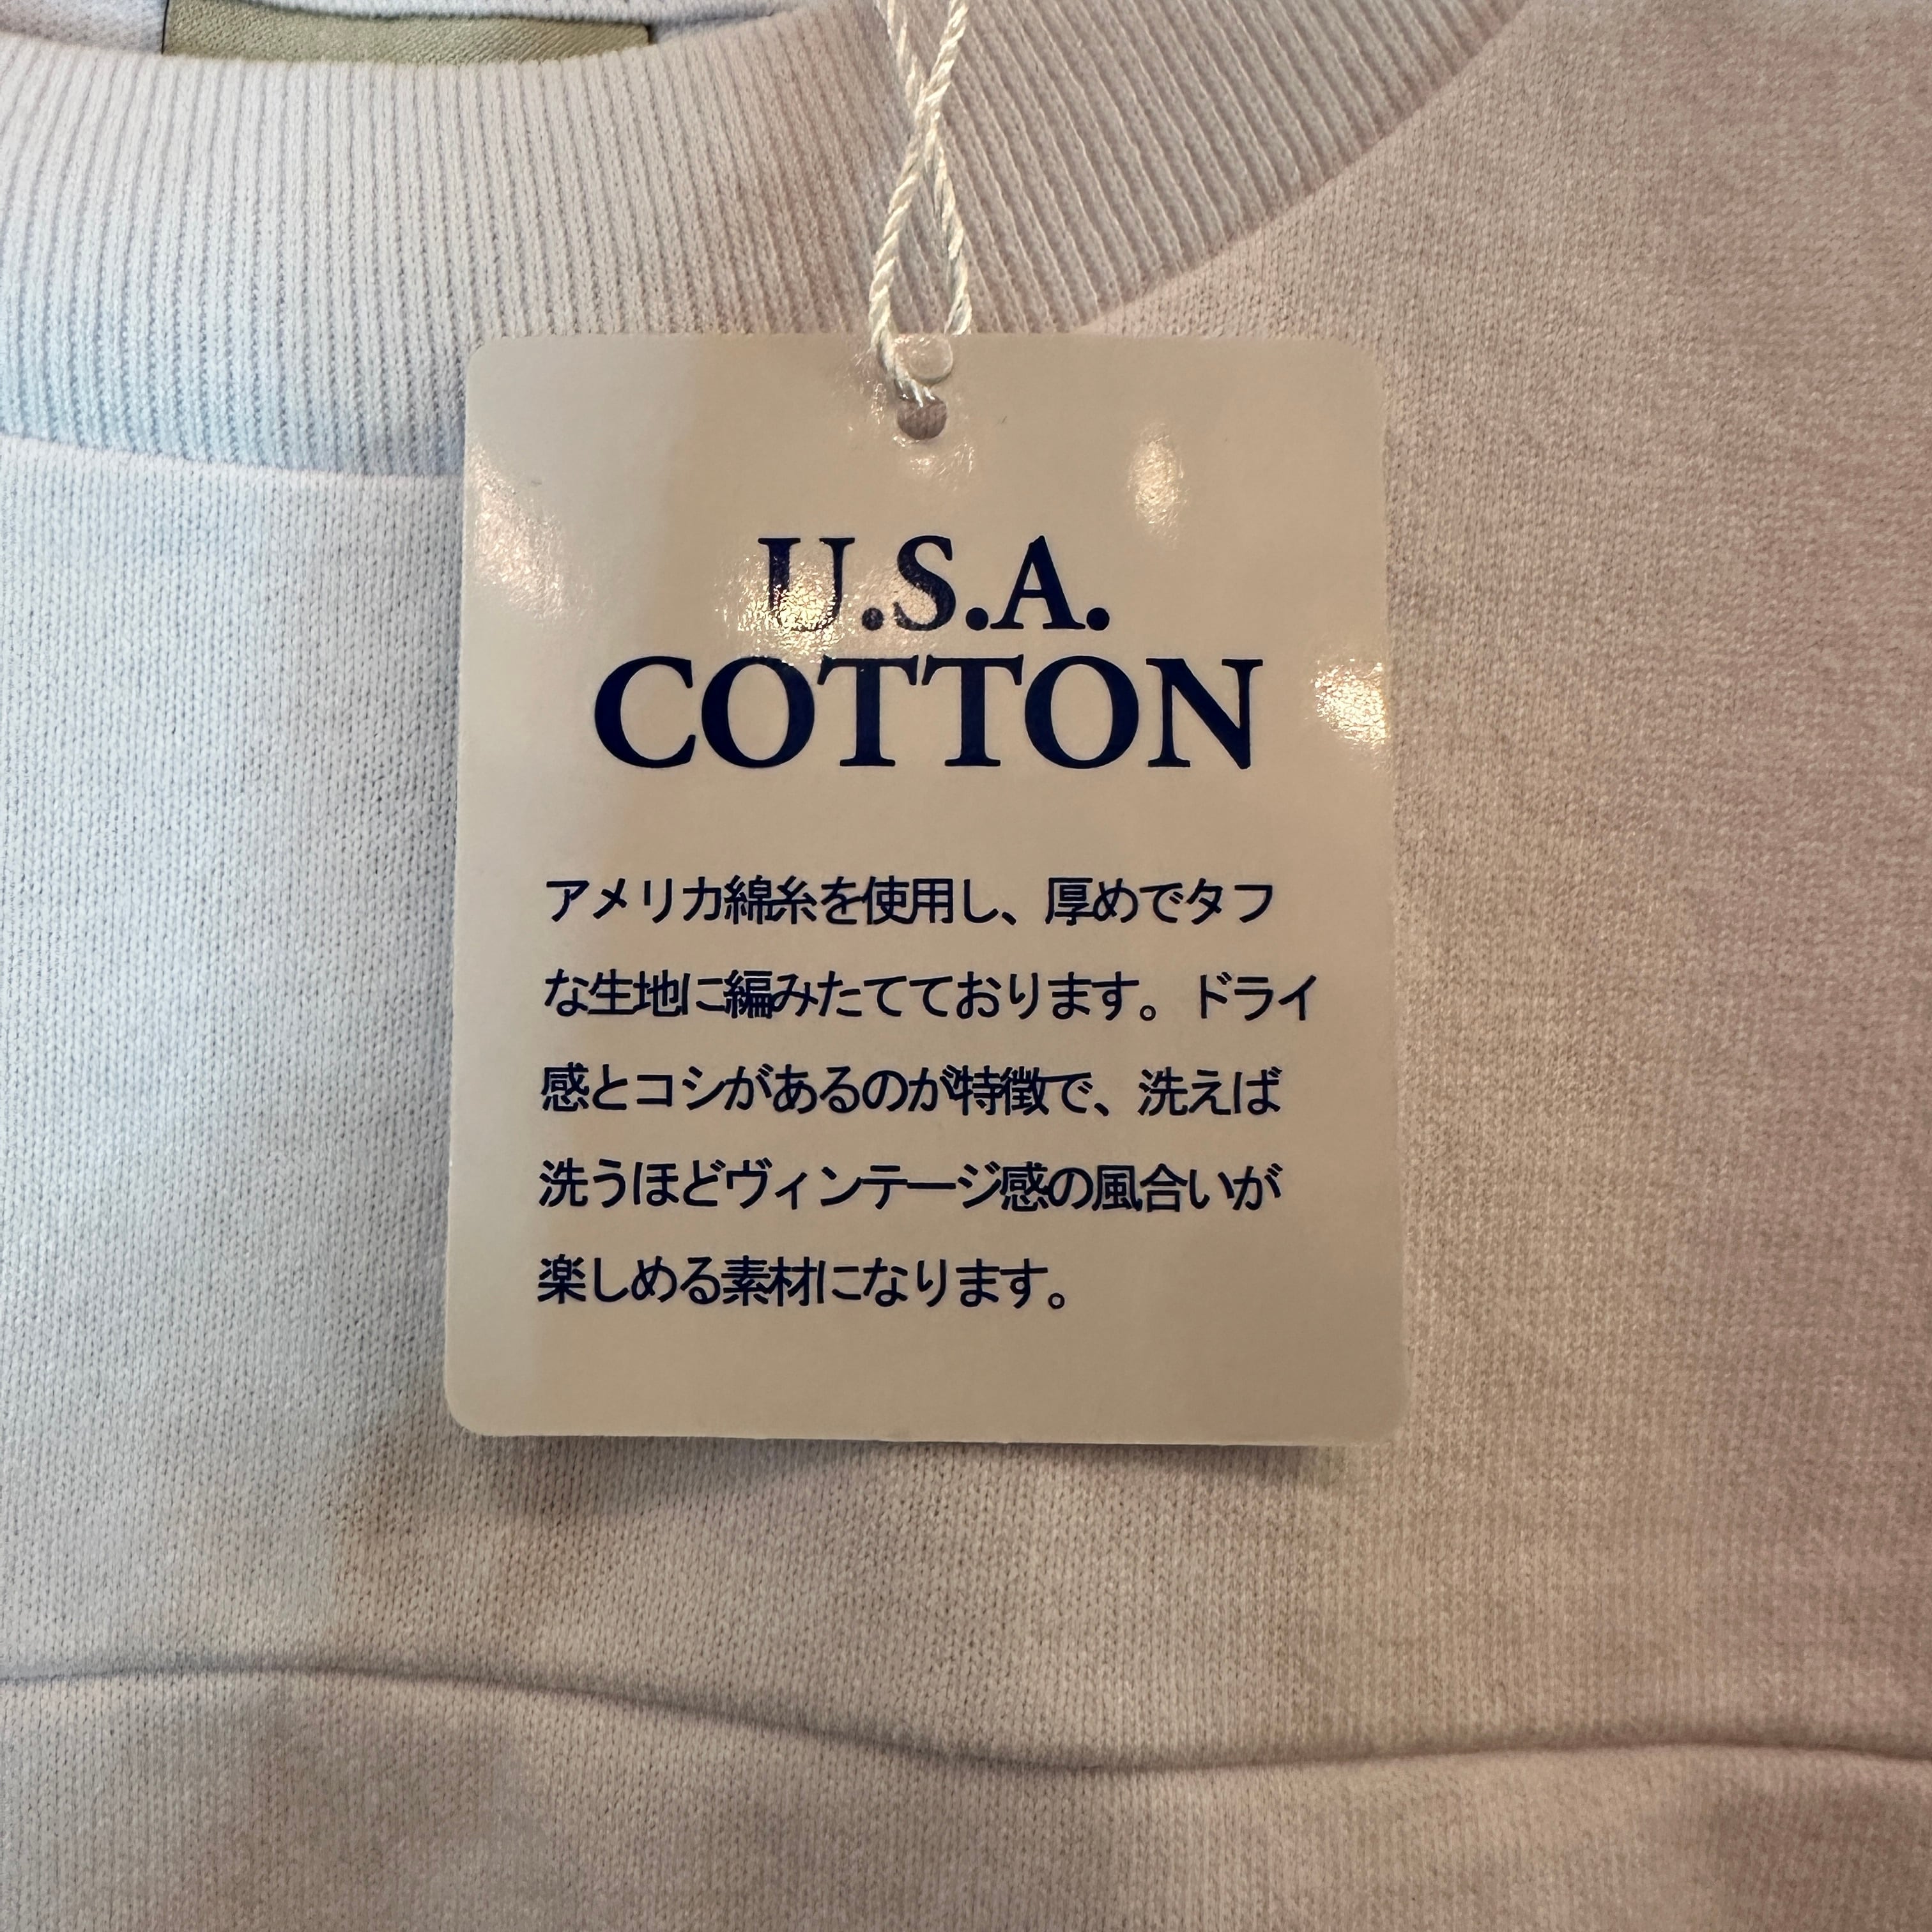 U.S.A.
COTTON
アメリカ綿糸を使用し、厚めでタフ
な生地に編みたてております。ドライ
感とコシがあるのが特徴で、洗えば
洗うほどヴィンテージ感の風合いが
楽しめる素材になります。